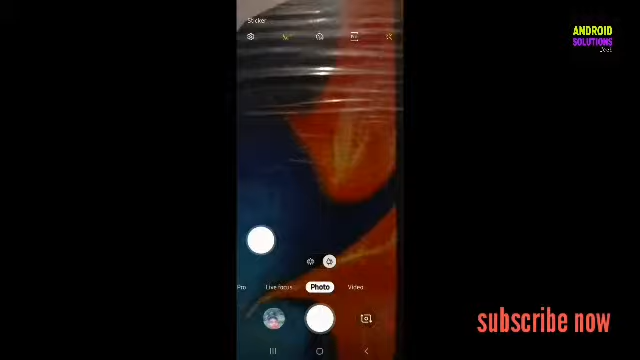 Sticker
ANDROID
SOLUTIONS
Pro Live focus Photo Video
subscribe now